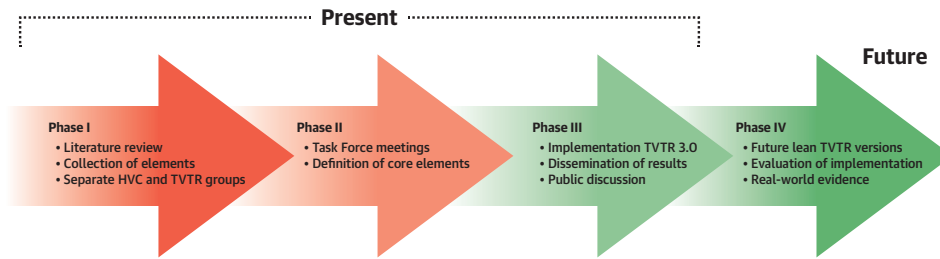 Present
Future
Phase I
• Literature review
• Collection of elements
• Separate HVC and TVTR groups
Phase II
• Task Force meetings
• Definition of core elements
Phase III
• Implementation TVTR 3.0
• Dissemination of results
• Public discussion
Phase IV
• Future lean TVTR versions
• Evaluation of implementation
• Real-world evidence